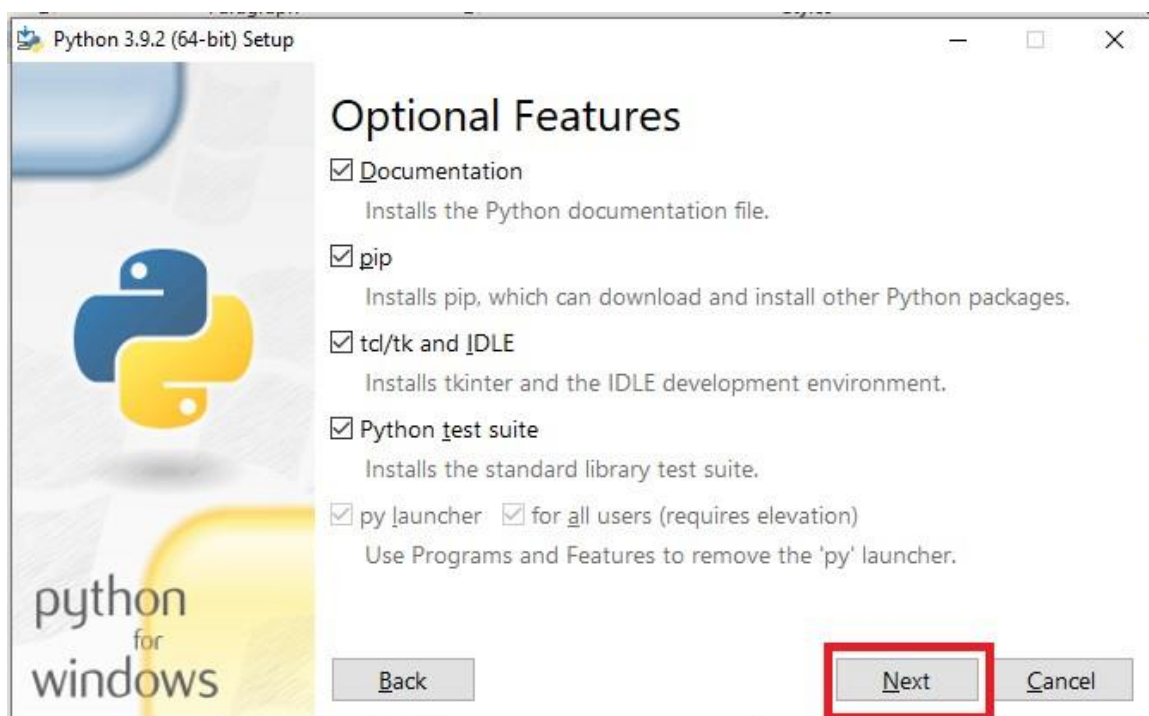 Python 3.9.2 (64-bit) Setup
Optional Features
Documentation
Installs the Python documentation file.
pip
Installs pip, which can download and install other Python packages.
tcl/tk and IDLE
Installs tkinter and the IDLE development environment.
Python test suite
Installs the standard library test suite.
py launcher for all users (requires elevation)
Use Programs and Features to remove the 'py' launcher.
python
for
windows
Back Next Cancel